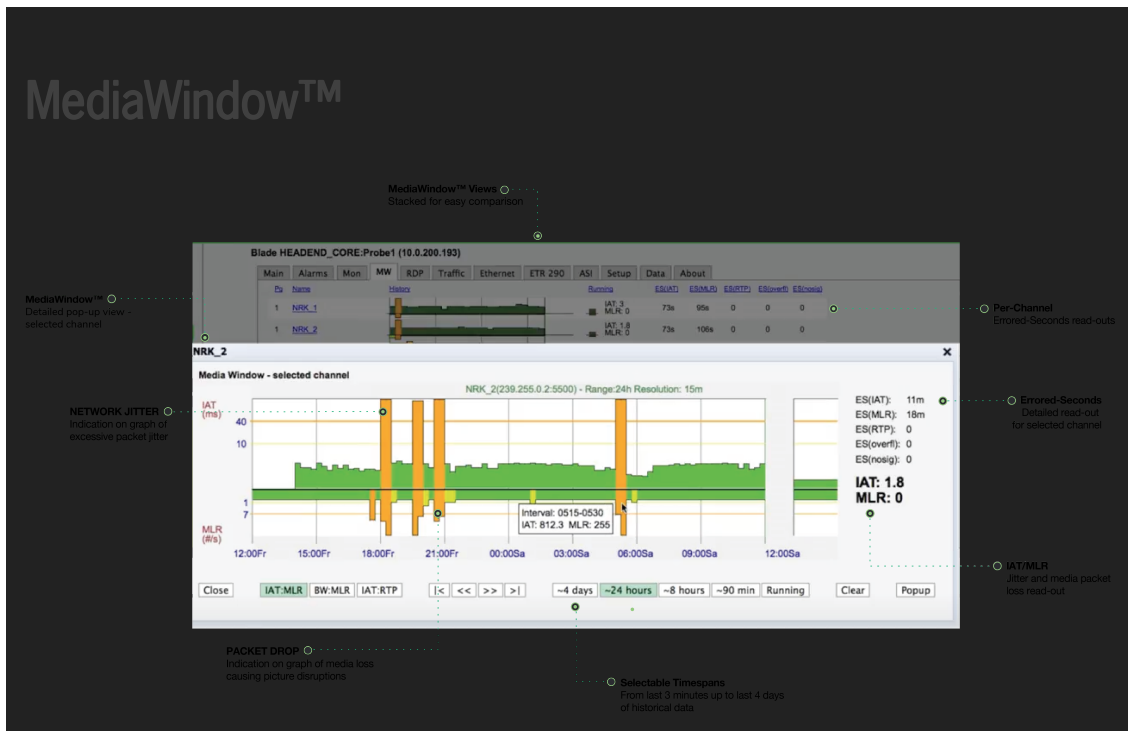 MediaWindow™
MediaWindow™ Views
Stacked for easy comparison
Blade HEADEND_CORE:Probe1 (10.0.200.193)
Main Alarms Mon MW RDP Traffic Ethernet ETR 290 ASI Setup Data About
Pg Name History Running ES(IAT) ES(MLR) ES(RTP) ES(overfl) ES(nosig)
1 NRK_1 IAT: 3 MLR: 0 73s 95s 0 0 0
1 NRK_2 IAT: 1.8 MLR: 0 73s 106s 0 0 0
MediaWindow™
Detailed pop-up view -
selected channel
Per-Channel
Errored-Seconds read-outs
NRK_2
Media Window - selected channel
NRK_2(239.255.0.2:5500) - Range:24h Resolution: 15m
IAT
(ms)
40
10
1
7
MLR
(#/s)
12:00Fr 15:00Fr 18:00Fr 21:00Fr 00:00Sa 03:00Sa 06:00Sa 09:00Sa 12:00Sa
Interval: 0515-0530
IAT: 812.3 MLR: 255
ES(IAT): 11m
ES(MLR): 18m
ES(RTP): 0
ES(overfl): 0
ES(nosig): 0
IAT: 1.8
MLR: 0
NETWORK JITTER
Indication on graph of
excessive packet jitter
Errored-Seconds
Detailed read-out
for selected channel
IAT/MLR
Jitter and media packet
loss read-out
Close IAT:MLR BW:MLR IAT:RTP |< << >> >| ~4 days ~24 hours ~8 hours ~90 min Running Clear Popup
PACKET DROP
Indication on graph of media loss
causing picture disruptions
Selectable Timespans
From last 3 minutes up to last 4 days
of historical data